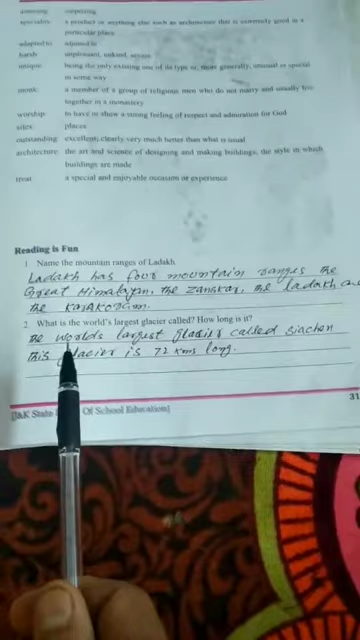 amusing: surprising
speciality: a product or anything else such as architecture that is extremely good in a
particular place
adapted to: adjusted to
harsh: unpleasant, unkind, severe
unique: being the only existing one of its type or, more generally, unusual or special
in some way
monk: a member of a group of religious men who do not marry and usually live
together in a monastery
worship: to have or show a strong feeling of respect and admiration for God
sites: places
outstanding: excellent; clearly very much better than what is usual
architecture: the art and science of designing and making buildings, the style in which
buildings are made
treat: a special and enjoyable occasion or experience
Reading is Fun
1. Name the mountain ranges of Ladakh.
Ladakh has four mountain ranges the
Great Himalayan, the Zanskar, the Ladakh and
the Karakoram.
2. What is the world's largest glacier called? How long is it?
The world's largest glacier called siachen
this glacier is 72 kms long.
31
[J&K State Of School Education]